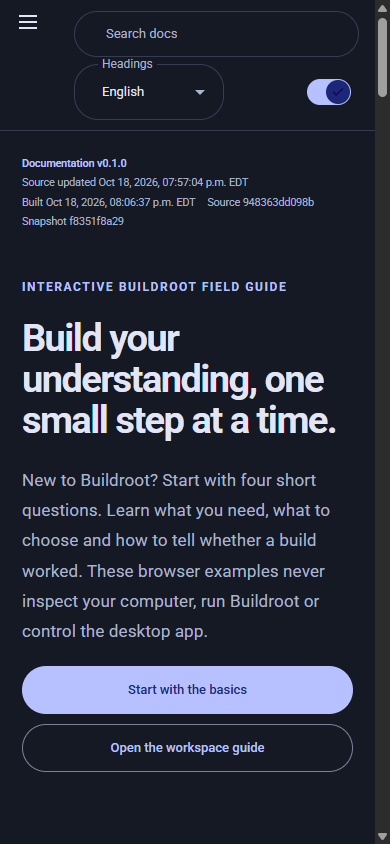 Search docs
Headings
English
Documentation v0.1.0
Source updated Oct 18, 2026, 07:57:04 p.m. EDT
Built Oct 18, 2026, 08:06:37 p.m. EDT Source 948363dd098b
Snapshot f8351f8a29
INTERACTIVE BUILDROOT FIELD GUIDE
Build your
understanding, one
small step at a time.
New to Buildroot? Start with four short
questions. Learn what you need, what to
choose and how to tell whether a build
worked. These browser examples never
inspect your computer, run Buildroot or
control the desktop app.
Start with the basics
Open the workspace guide